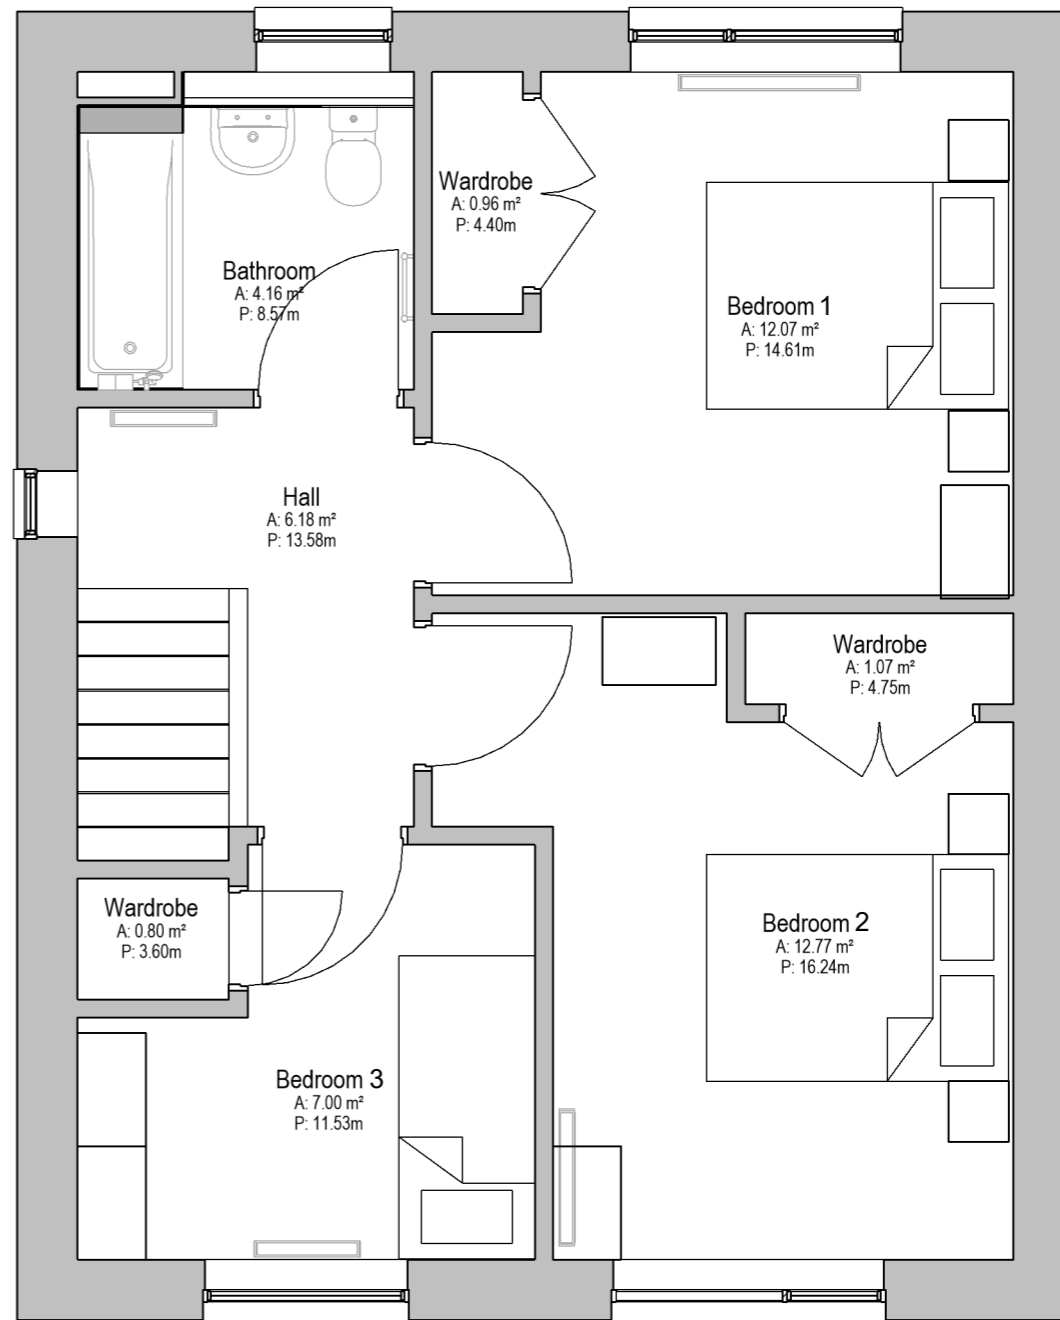 Wardrobe
A: 0.96 m²
P: 4.40m
Bathroom
A: 4.16 m²
P: 8.57m
Bedroom 1
A: 12.07 m²
P: 14.61m
Hall
A: 6.18 m²
P: 13.58m
Wardrobe
A: 1.07 m²
P: 4.75m
Wardrobe
A: 0.80 m²
P: 3.60m
Bedroom 2
A: 12.77 m²
P: 16.24m
Bedroom 3
A: 7.00 m²
P: 11.53m